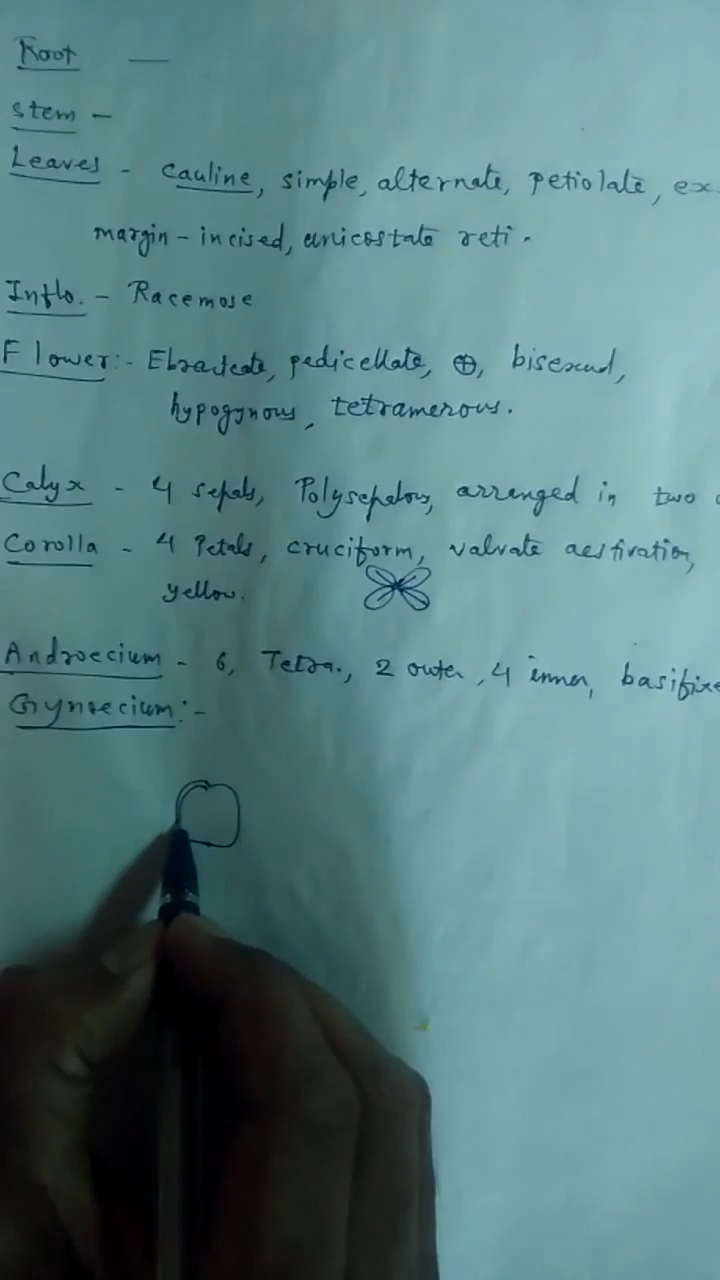 Root —
Stem -
Leaves - Cauline, simple, alternate, petiolate, ex
margin - incised, unicostate reti.
Inflo. - Racemose
Flower:- Ebracteate, pedicellate, ⊕, bisexual,
hypogynous, tetramerous.
Calyx - 4 sepals, Polysepalous, arranged in two
Corolla - 4 Petals, cruciform, valvate aestivation,
yellow.
Androecium - 6, Tetra., 2 outer, 4 inner, basifixe
Gynoecium:-